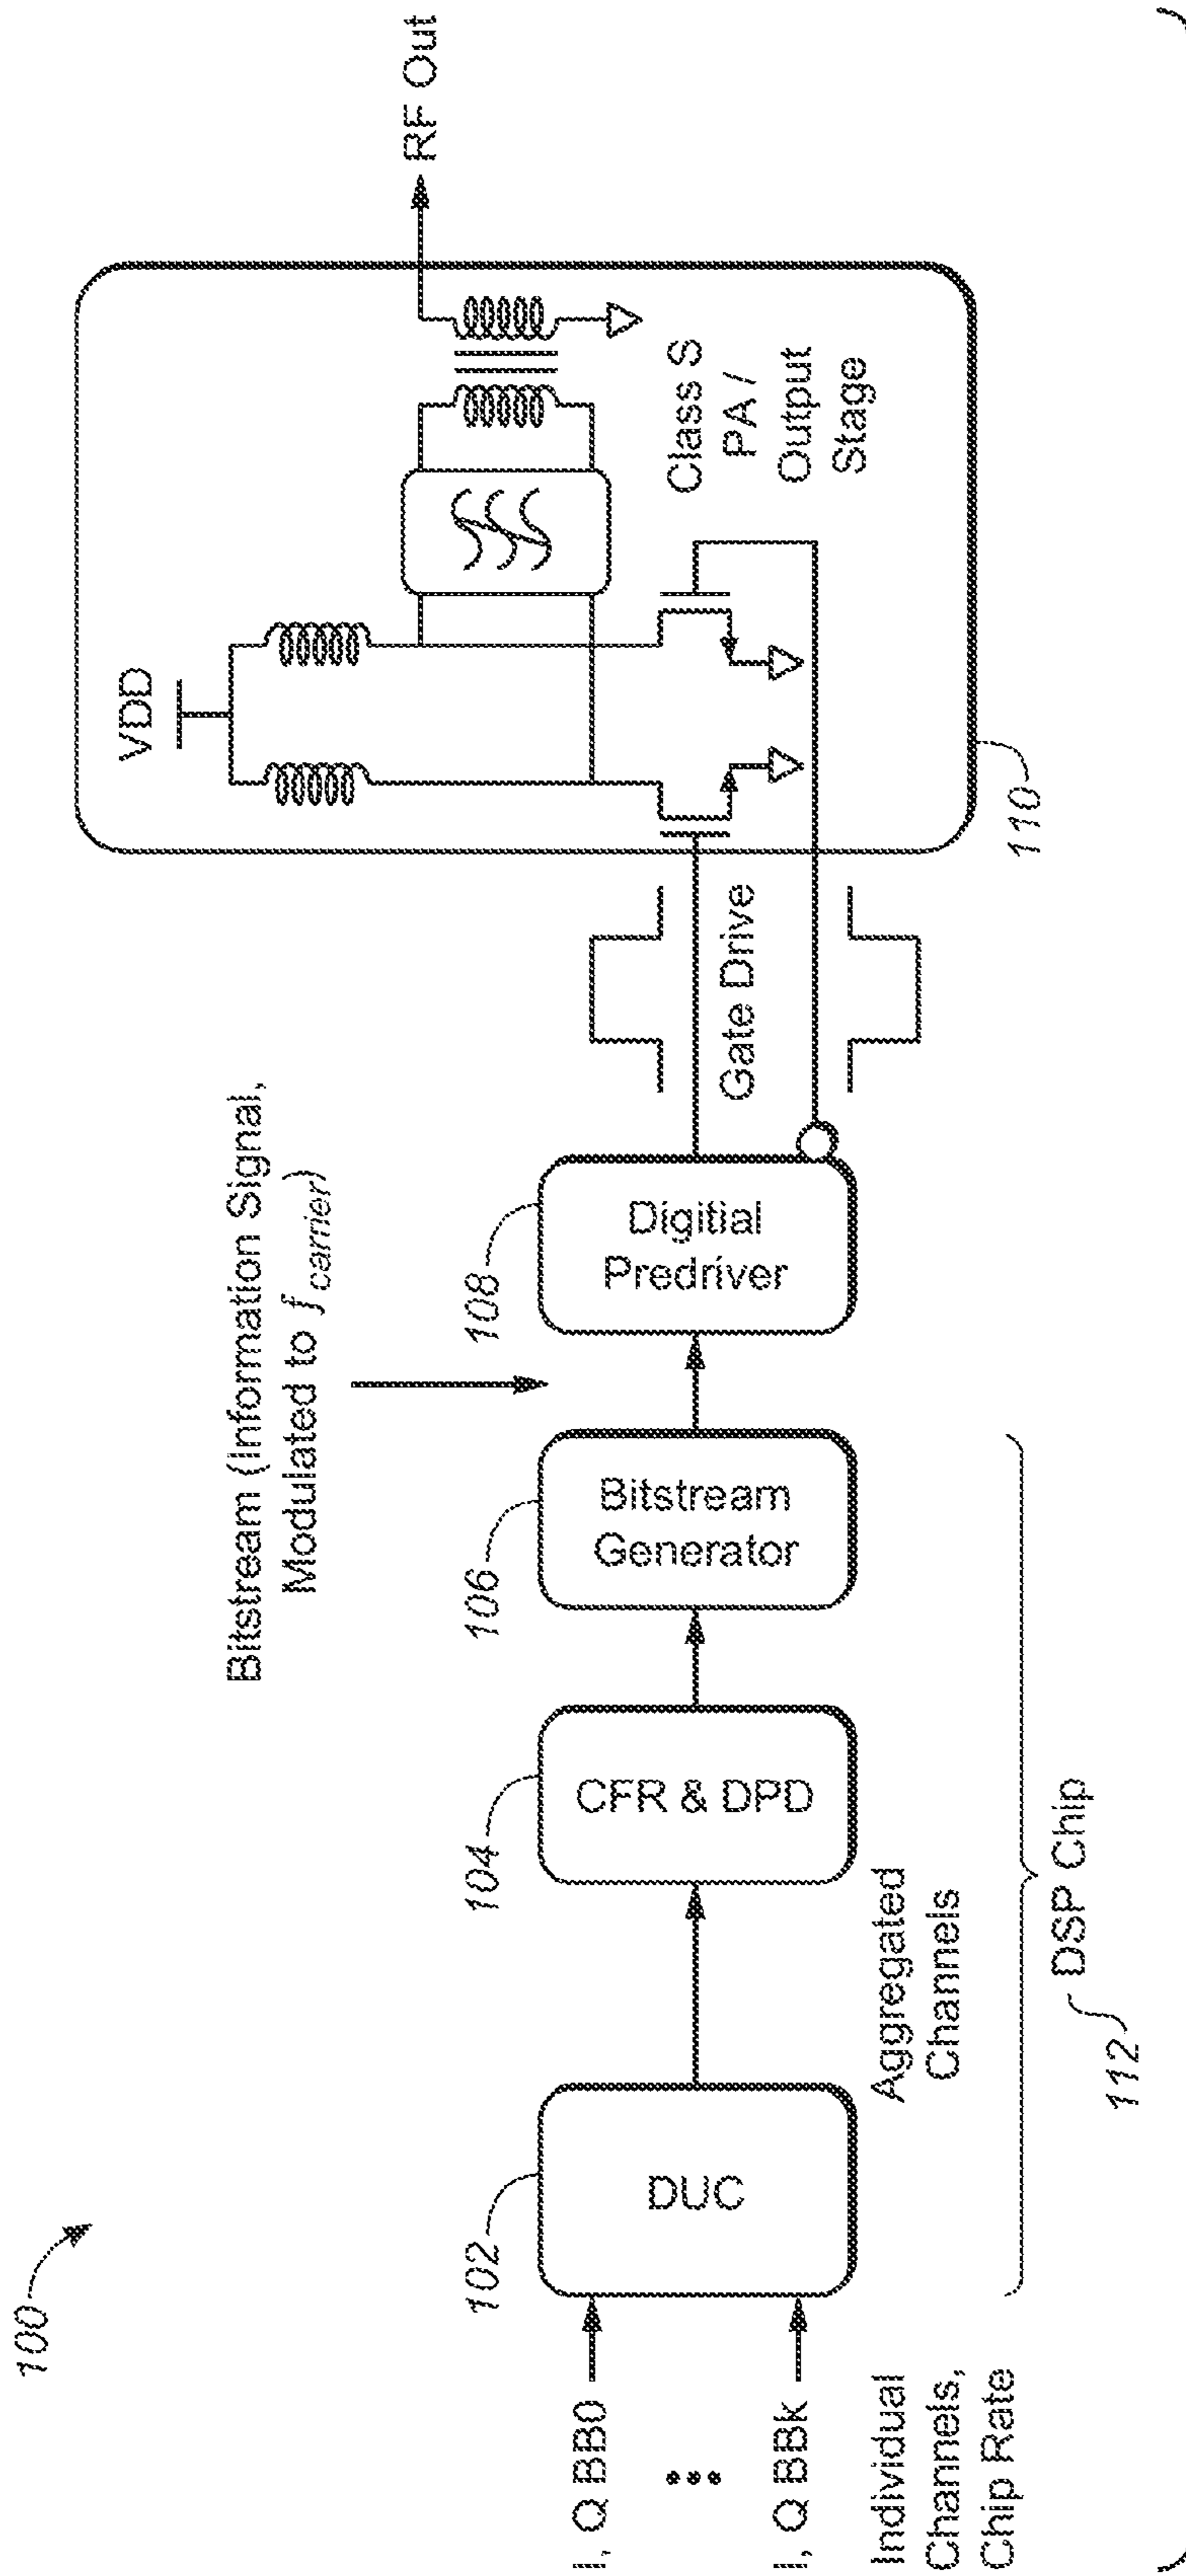 100
I, Q BB0
I, Q BBk
Individual
Channels,
Chip Rate
102
DUC
Aggregated
Channels
104
CFR & DPD
106
Bitstream
Generator
DSP Chip
112
Bitstream (Information Signal,
Modulated to fcarrier)
108
Digitial
Predriver
Gate Drive
VDD
Class S
PA /
Output
Stage
110
RF Out